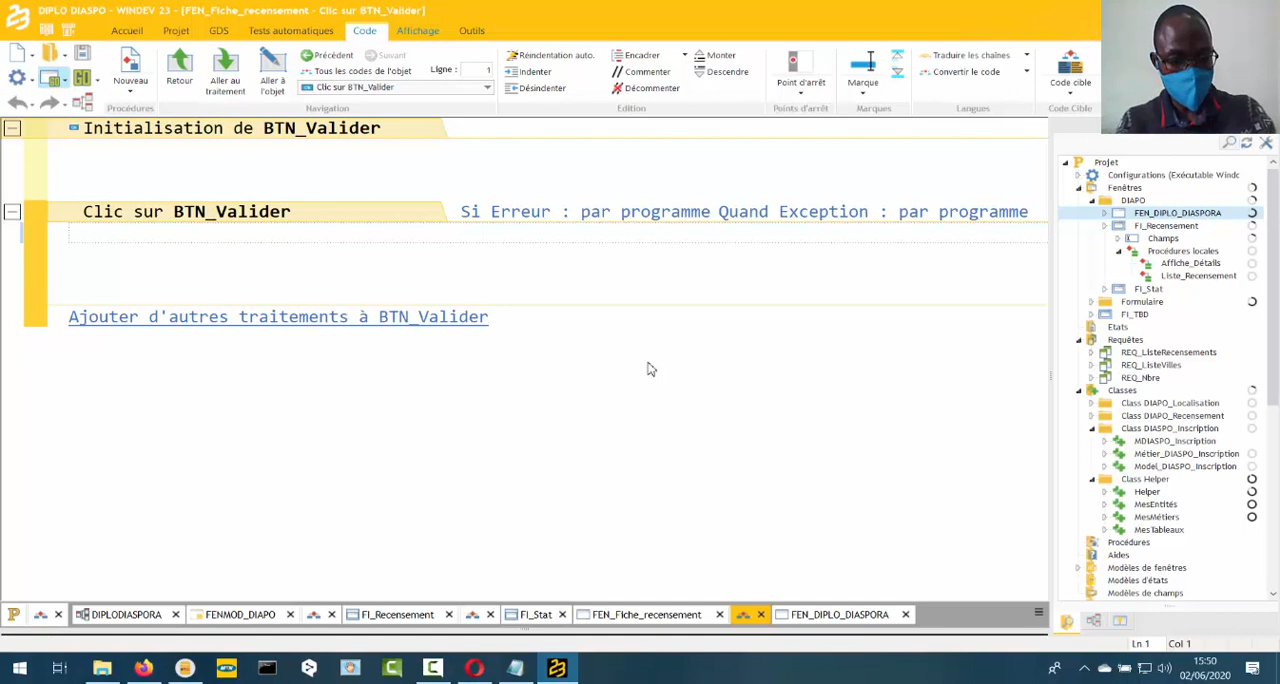 DIPLO DIASPO - WINDEV 23 - [FEN_Fiche_recensement - Clic sur BTN_Valider]
Accueil Projet GDS Tests automatiques Code Affichage Outils
Nouveau
Procédures
Retour
Aller au traitement
Aller à l'objet
Précédent Suivant
Tous les codes de l'objet
Clic sur BTN_Valider
Ligne : 1
Navigation
Réindentation auto.
Indenter
Désindenter
Encadrer
// Commenter
Décommenter
Monter
Descendre
Edition
Point d'arrêt
Points d'arrêt
Marque
Marques
Traduire les chaînes
Convertir le code
Langues
Code cible
Code Cible
Initialisation de BTN_Valider
Clic sur BTN_Valider Si Erreur : par programme Quand Exception : par programme
Ajouter d'autres traitements à BTN_Valider
Projet
Configurations (Exécutable Windo
Fenêtres
DIAPO
FEN_DIPLO_DIASPORA
FI_Recensement
Champs
Procédures locales
Affiche_Détails
Liste_Recensement
FI_Stat
Formulaire
FI_TBD
Etats
Requêtes
REQ_ListeRecensements
REQ_ListeVilles
REQ_Nbre
Classes
Class DIAPO_Localisation
Class DIAPO_Recensement
Class DIASPO_Inscription
MDIASPO_Inscription
Métier_DIASPO_Inscription
Model_DIASPO_Inscription
Class Helper
Helper
MesEntités
MesMétiers
MesTableaux
Procédures
Aides
Modèles de fenêtres
Modèles d'états
Modèles de champs
DIPLODIASPORA FENMOD_DIAPO FI_Recensement FI_Stat FEN_Fiche_recensement FEN_DIPLO_DIASPORA
Ln 1 Col 1
15:50
02/06/2020